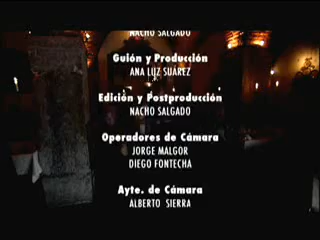 NACHO SALGADO
Guión y Producción
ANA LUZ SUÁREZ
Edición y Postproducción
NACHO SALGADO
Operadores de Cámara
JORGE MALGOR
DIEGO FONTECHA
Ayte. de Cámara
ALBERTO SIERRA